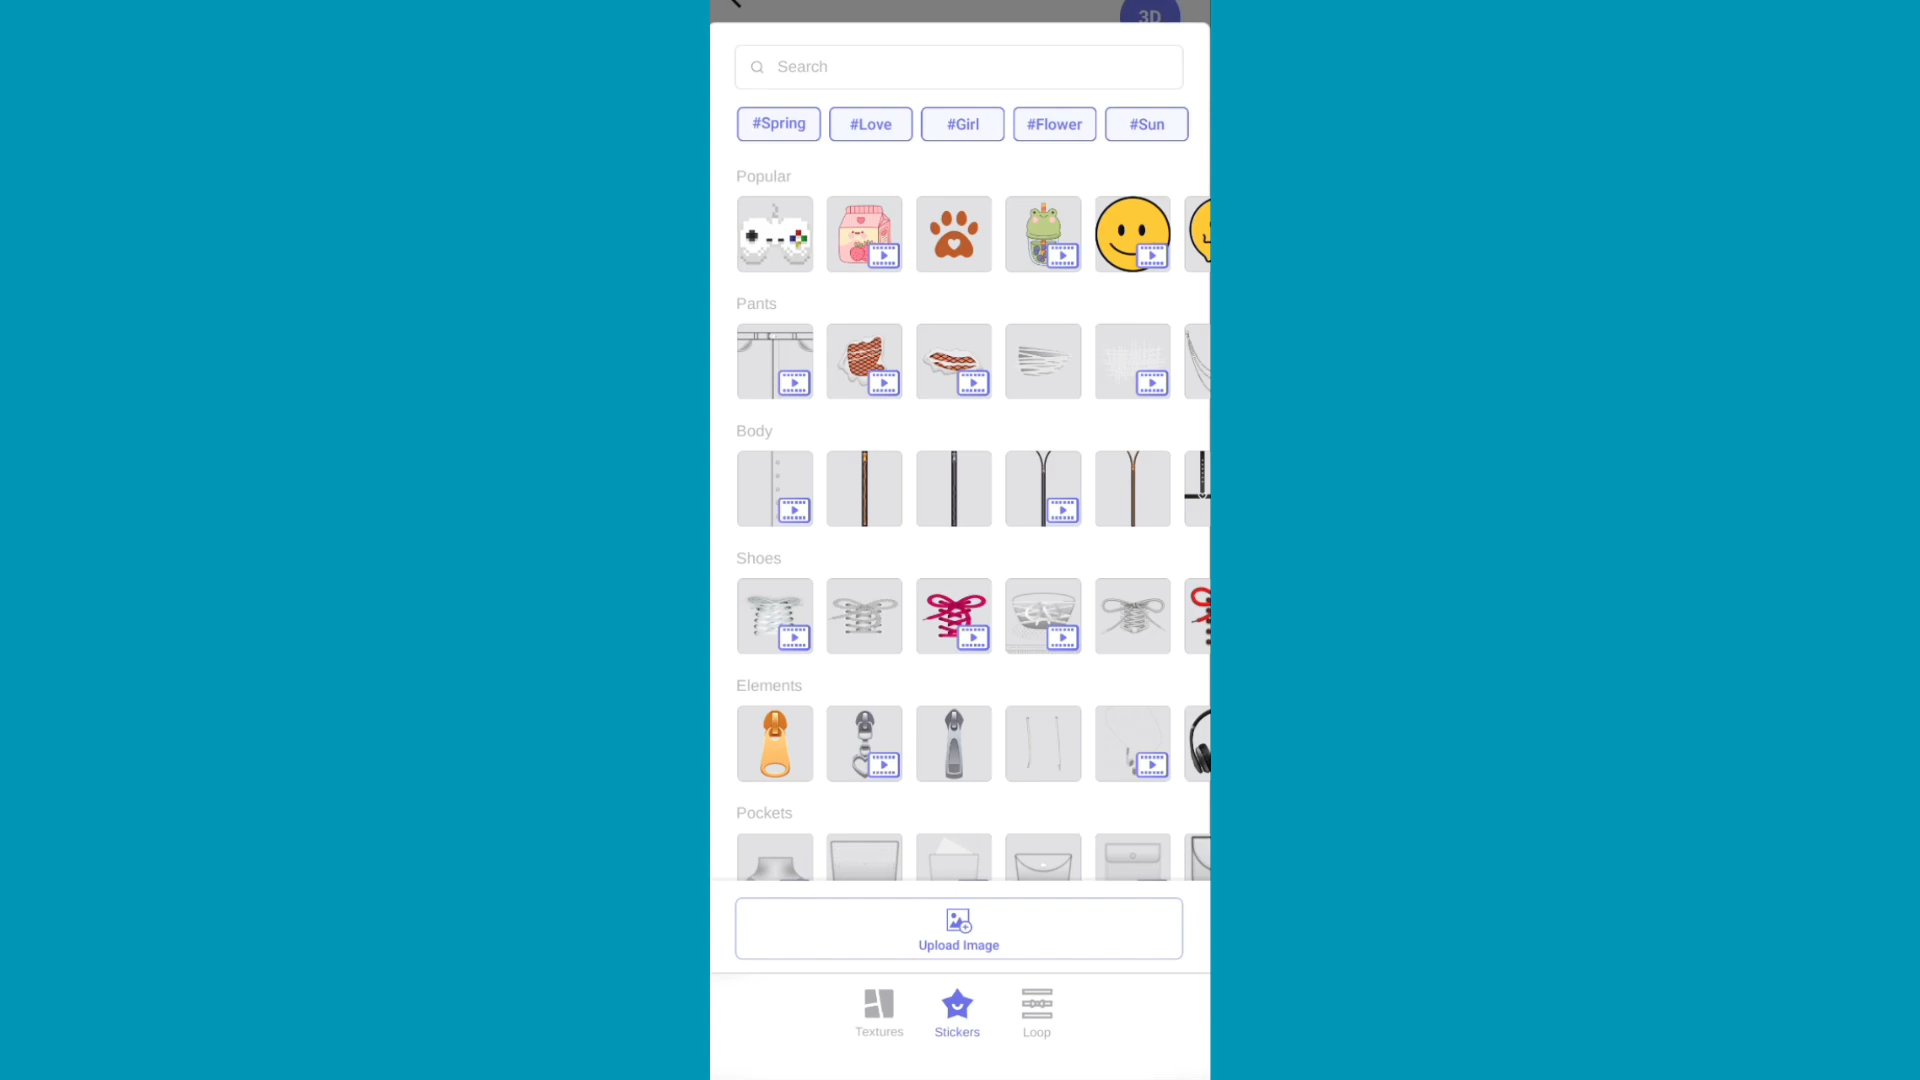 3D
Search
#Spring #Love #Girl #Flower #Sun
Popular
Pants
Body
Shoes
Elements
Pockets
Upload Image
Textures Stickers Loop